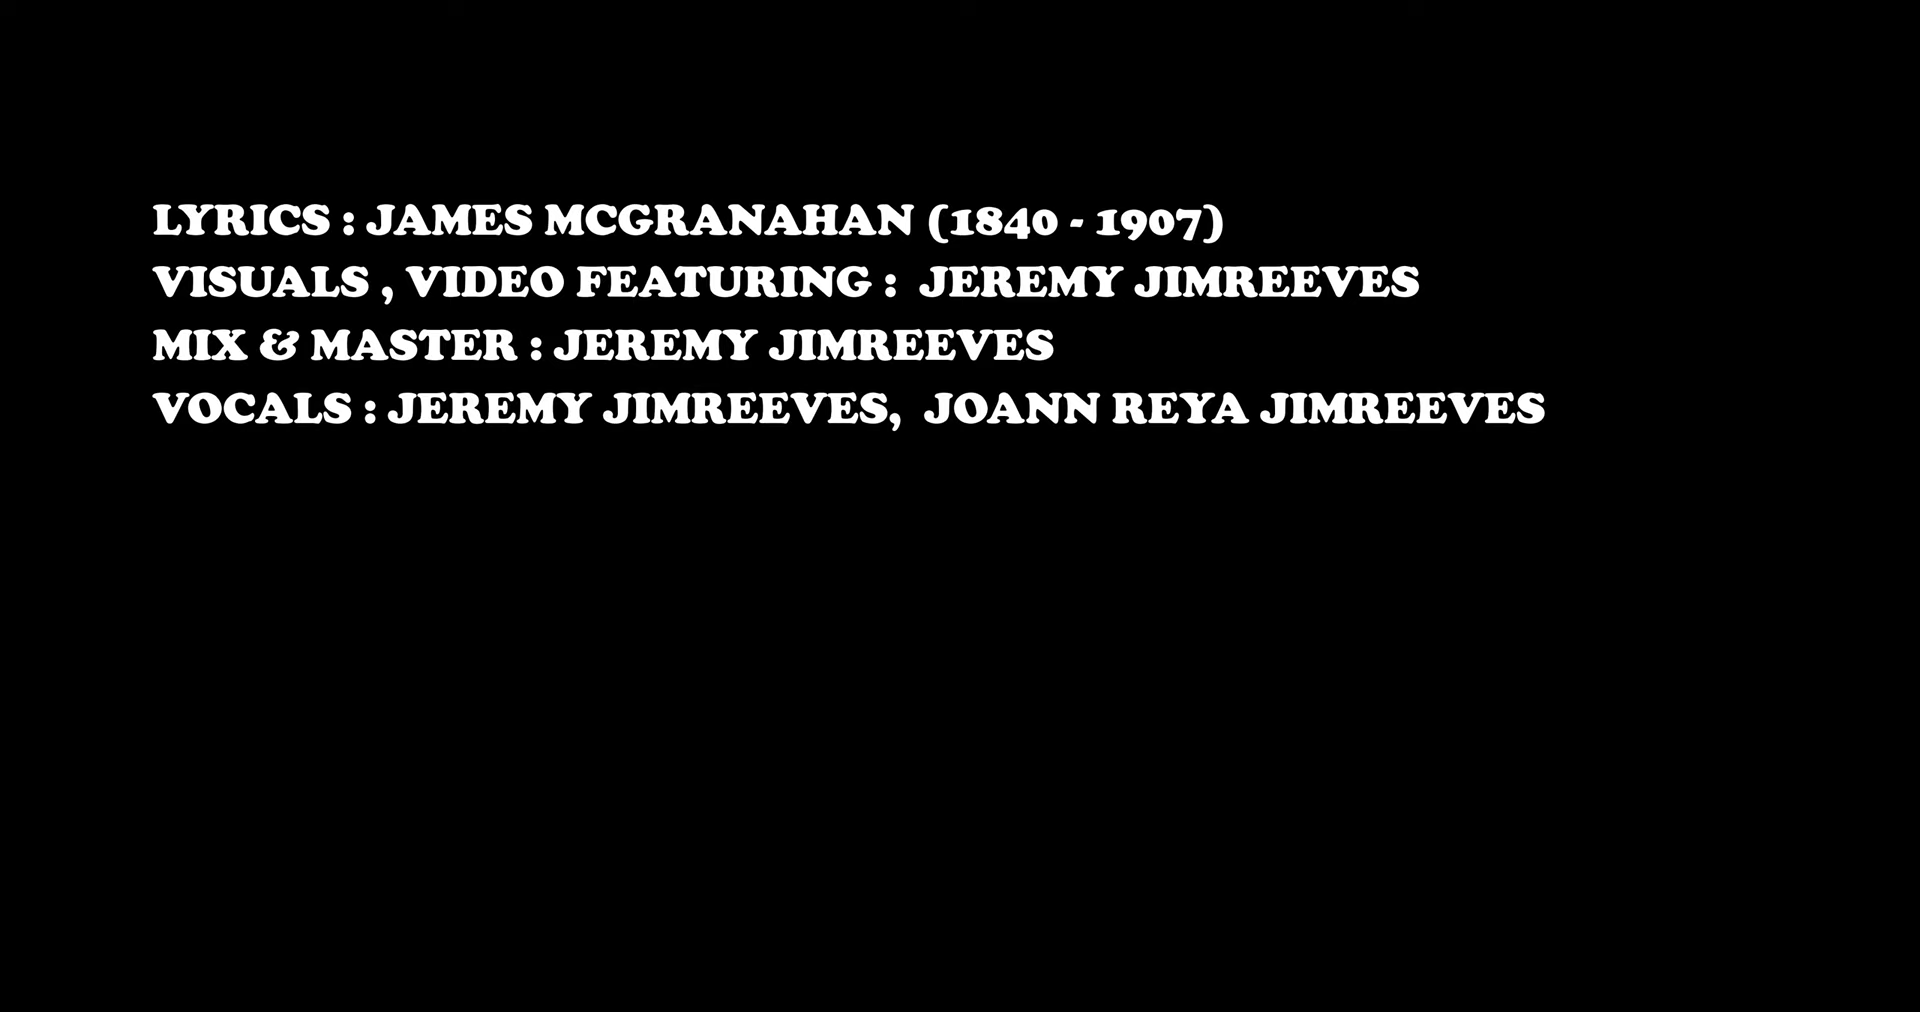 LYRICS : JAMES MCGRANAHAN (1840 - 1907)
VISUALS , VIDEO FEATURING :  JEREMY JIMREEVES
MIX & MASTER : JEREMY JIMREEVES
VOCALS : JEREMY JIMREEVES,  JOANN REYA JIMREEVES